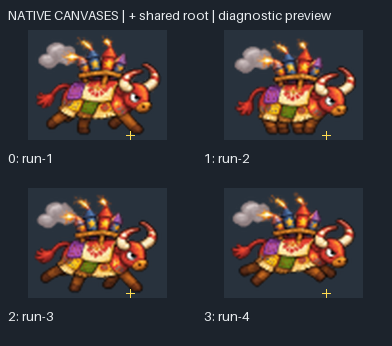 NATIVE CANVASES | + shared root | diagnostic preview
0: run-1
1: run-2
2: run-3
3: run-4